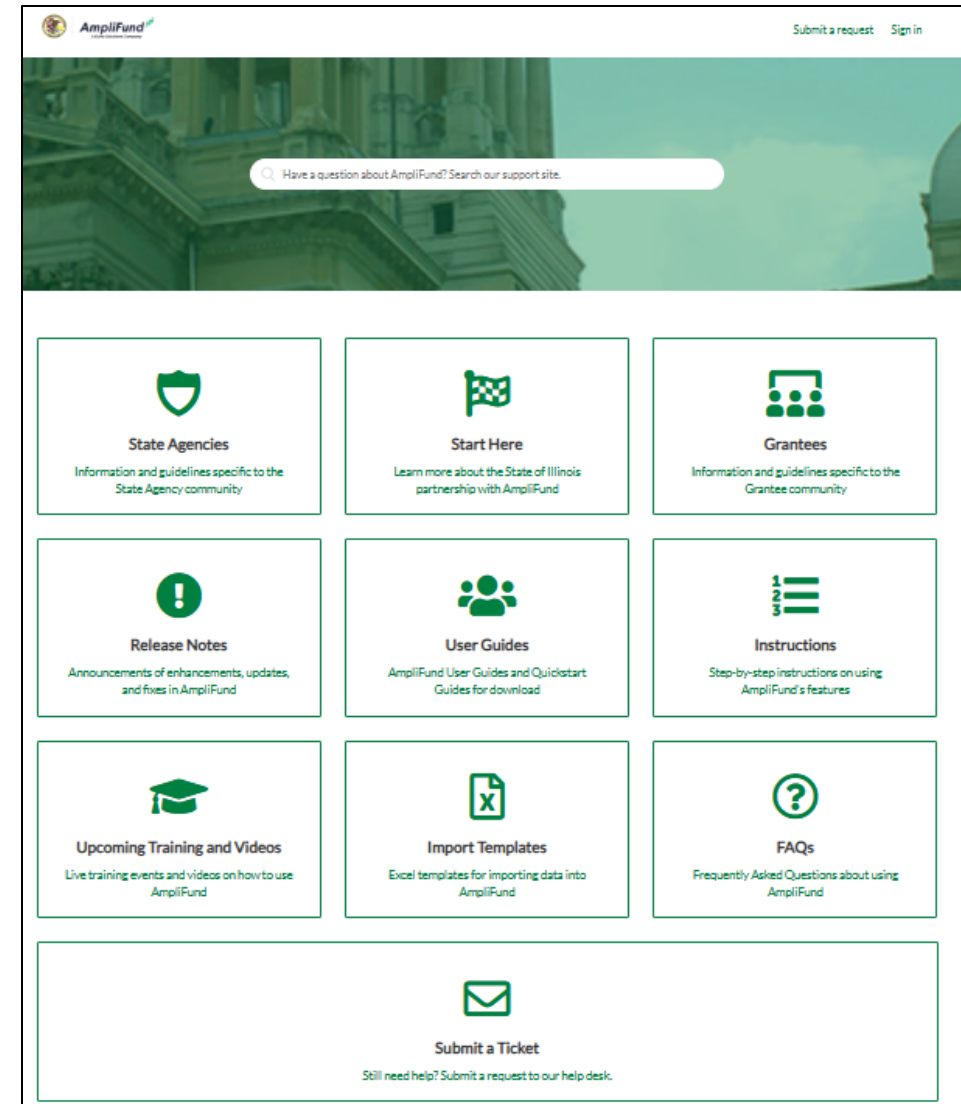 AmpliFund
Submit a request Sign in
Have a question about AmpliFund? Search our support site.
State Agencies
Information and guidelines specific to the
State Agency community
Start Here
Learn more about the State of Illinois
partnership with AmpliFund
Grantees
Information and guidelines specific to the
Grantee community
Release Notes
Announcements of enhancements, updates,
and fixes in AmpliFund
User Guides
AmpliFund User Guides and Quickstart
Guides for download
1
2
3
Instructions
Step-by-step instructions on using
AmpliFund's features
Upcoming Training and Videos
Live training events and videos on how to use
AmpliFund
X
Import Templates
Excel templates for importing data into
AmpliFund
?
FAQs
Frequently Asked Questions about using
AmpliFund
Submit a Ticket
Still need help? Submit a request to our help desk.